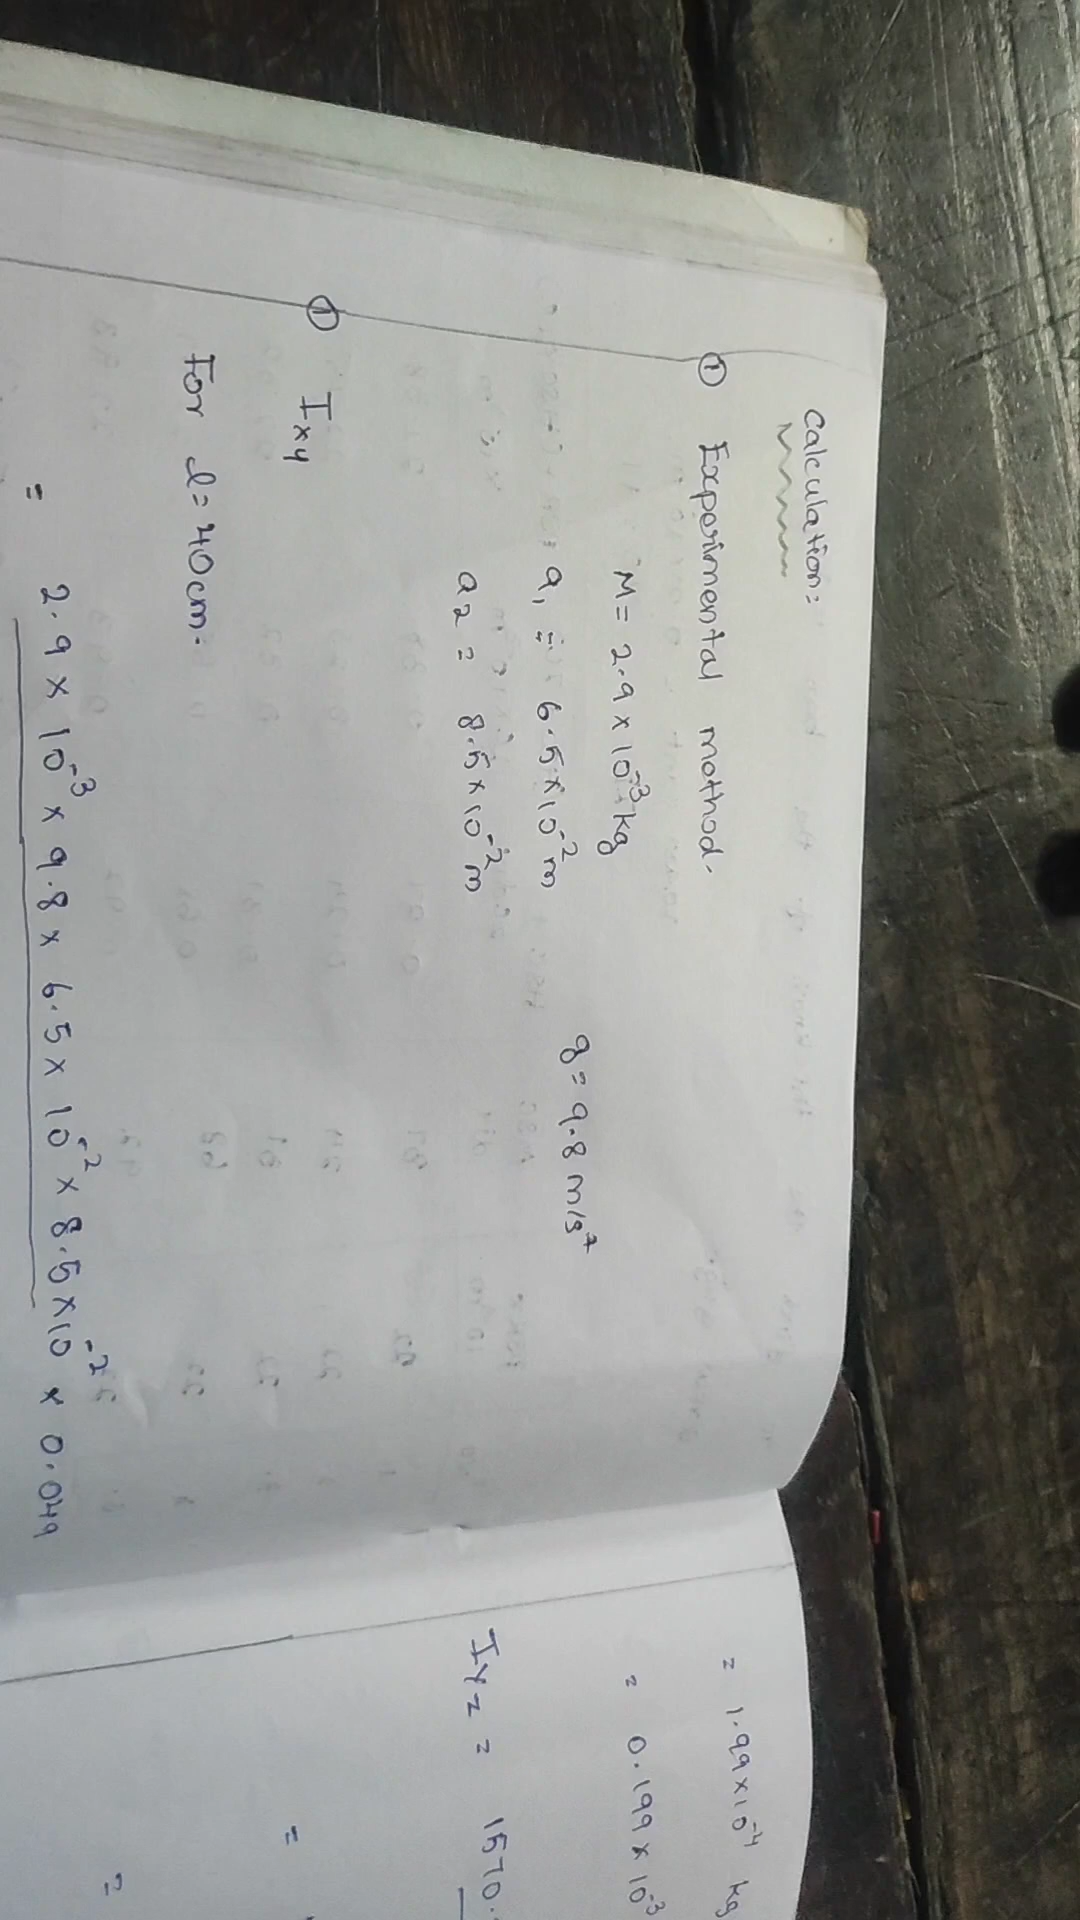 Calculation:
① Experimental mothod.
M = 2.9 × 10⁻³ kg
g = 9.8 m/s²
a₁ = 6.5 × 10⁻² m
a₂ = 8.5 × 10⁻² m
① Ixy
For l = 40 cm.
= 2.9 × 10⁻³ × 9.8 × 6.5 × 10⁻² × 8.5 × 10⁻² × 0.049
= 1.99 × 10⁻⁴ kg
= 0.199 × 10⁻³
IYZ = 1570.
=
=